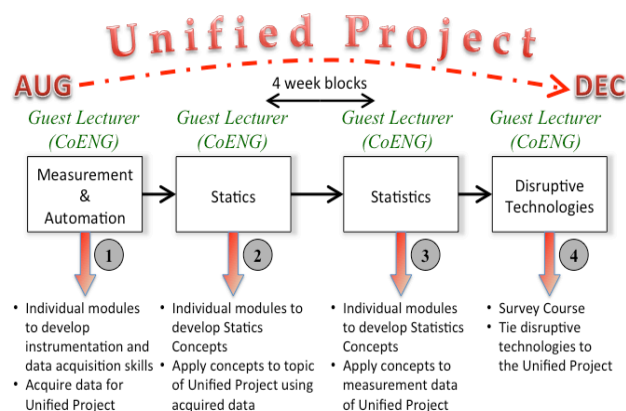 Unified Project
AUG
DEC
4 week blocks
Guest Lecturer
(CoENG)
Guest Lecturer
(CoENG)
Guest Lecturer
(CoENG)
Guest Lecturer
(CoENG)
Measurement
&
Automation
Statics
Statistics
Disruptive
Technologies
1
2
3
4
• Individual modules
to develop
instrumentation and
data acquisition skills
• Acquire data for
Unified Project
• Individual modules to
develop Statics
Concepts
• Apply concepts to topic
of Unified Project using
acquired data
• Individual modules
to develop Statistics
Concepts
• Apply concepts to
measurement data
of Unified Project
• Survey Course
• Tie disruptive
technologies to
the Unified Project